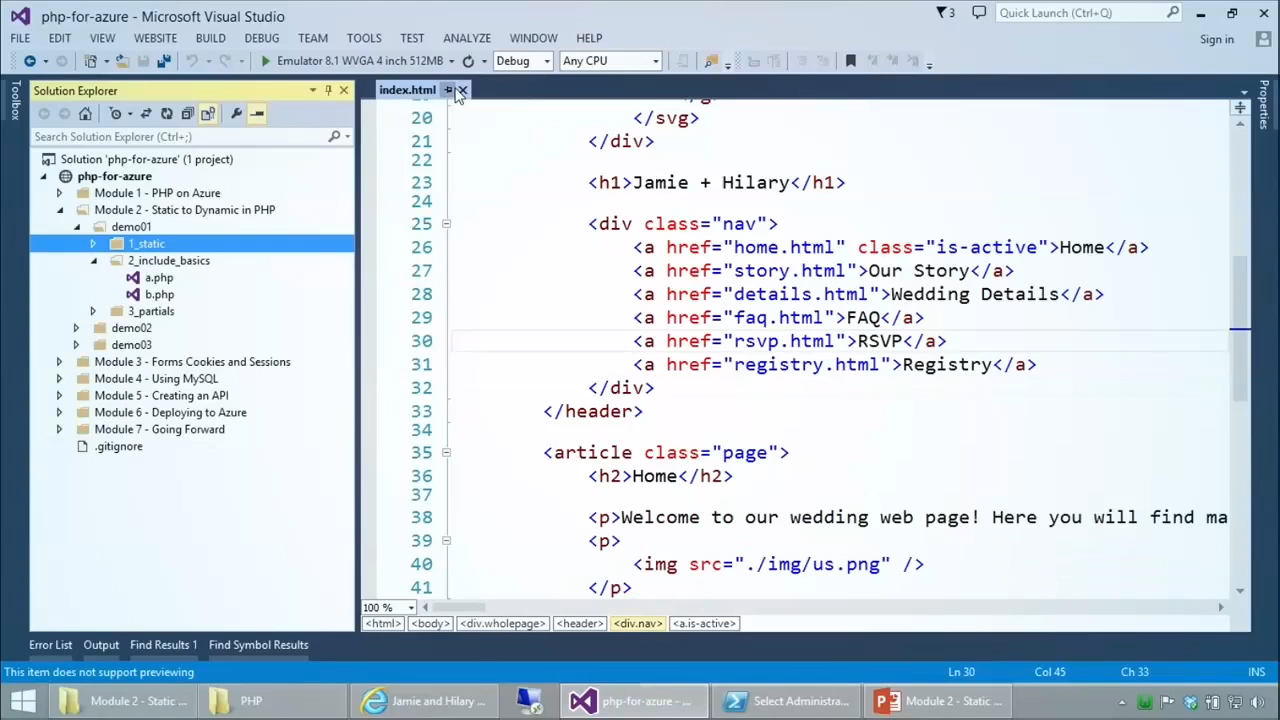 php-for-azure - Microsoft Visual Studio
3
Quick Launch (Ctrl+Q)
FILE EDIT VIEW WEBSITE BUILD DEBUG TEAM TOOLS TEST ANALYZE WINDOW HELP
Sign in
Emulator 8.1 WVGA 4 inch 512MB
Debug
Any CPU
Toolbox
Solution Explorer
Search Solution Explorer (Ctrl+;)
Solution 'php-for-azure' (1 project)
php-for-azure
Module 1 - PHP on Azure
Module 2 - Static to Dynamic in PHP
demo01
1_static
2_include_basics
a.php
b.php
3_partials
demo02
demo03
Module 3 - Forms Cookies and Sessions
Module 4 - Using MySQL
Module 5 - Creating an API
Module 6 - Deploying to Azure
Module 7 - Going Forward
.gitignore
index.html
Properties
20 </svg>
21 </div>
22
23 <h1>Jamie + Hilary</h1>
24
25 <div class="nav">
26 <a href="home.html" class="is-active">Home</a>
27 <a href="story.html">Our Story</a>
28 <a href="details.html">Wedding Details</a>
29 <a href="faq.html">FAQ</a>
30 <a href="rsvp.html">RSVP</a>
31 <a href="registry.html">Registry</a>
32 </div>
33 </header>
34
35 <article class="page">
36 <h2>Home</h2>
37
38 <p>Welcome to our wedding web page! Here you will find ma
39 <p>
40 <img src="./img/us.png" />
41 </p>
100 %
<html> <body> <div.wholepage> <header> <div.nav> <a.is-active>
Error List Output Find Results 1 Find Symbol Results
This item does not support previewing
Ln 30 Col 45 Ch 33 INS
Module 2 - Static ... PHP Jamie and Hilary ... php-for-azure - ... Select Administra... Module 2 - Static ...